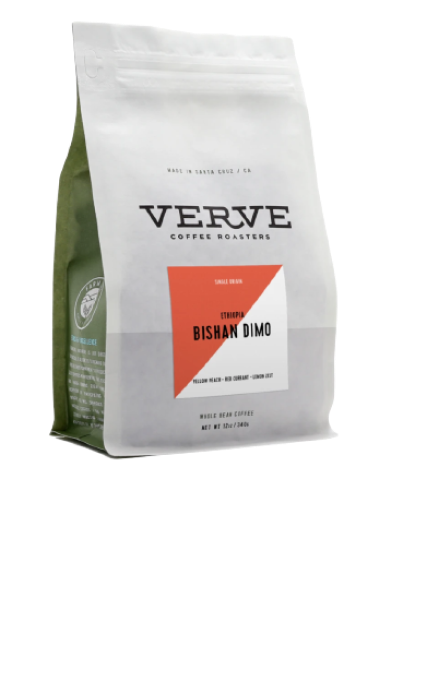 MADE IN SANTA CRUZ / CA
VERVE
COFFEE ROASTERS
SINGLE ORIGIN
ETHIOPIA
BISHAN DIMO
YELLOW PEACH • RED CURRANT • LEMON ZEST
WHOLE BEAN COFFEE
NET WT 12oz / 340g